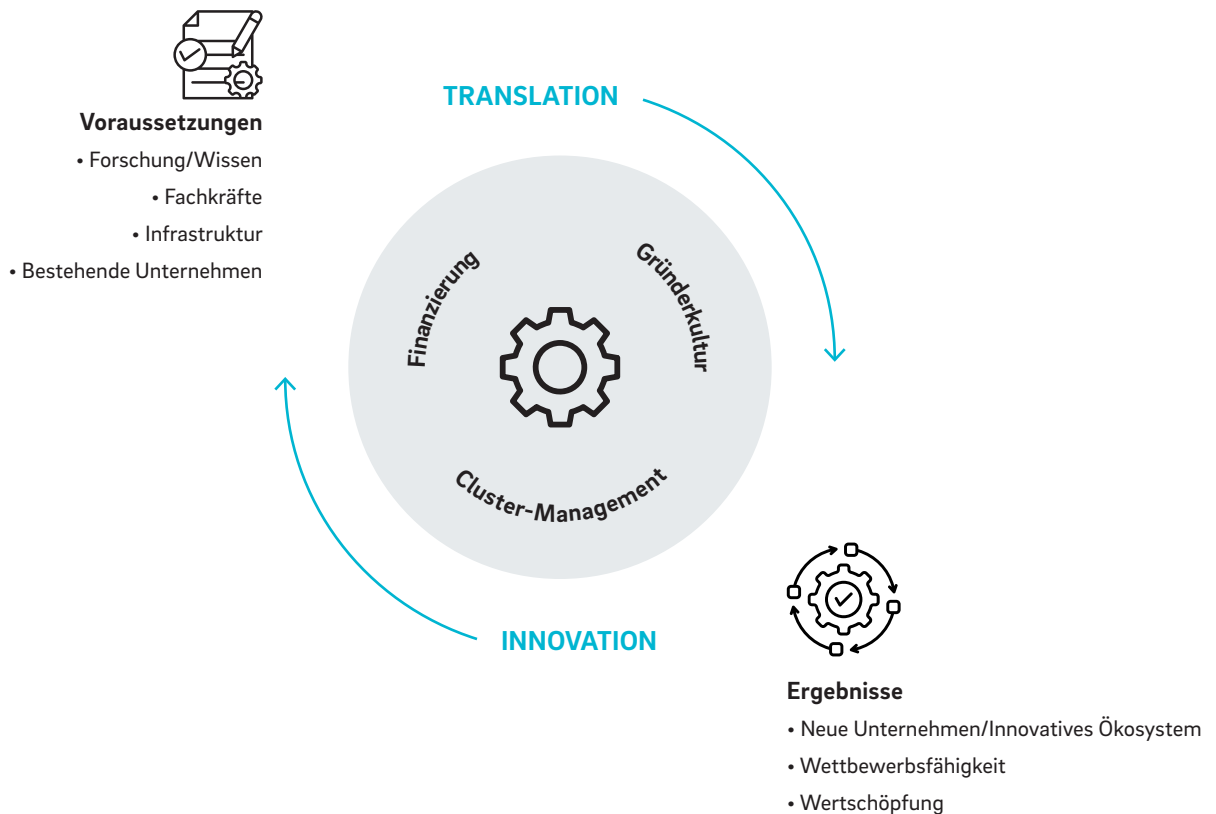 TRANSLATION
Voraussetzungen
• Forschung/Wissen
• Fachkräfte
• Infrastruktur
• Bestehende Unternehmen
Finanzierung
Gründerkultur
Cluster-Management
INNOVATION
Ergebnisse
• Neue Unternehmen/Innovatives Ökosystem
• Wettbewerbsfähigkeit
• Wertschöpfung